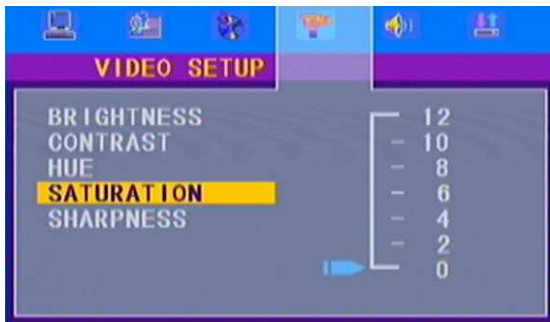 VIDEO SETUP
BRIGHTNESS
CONTRAST
HUE
SATURATION
SHARPNESS
12
10
8
6
4
2
0